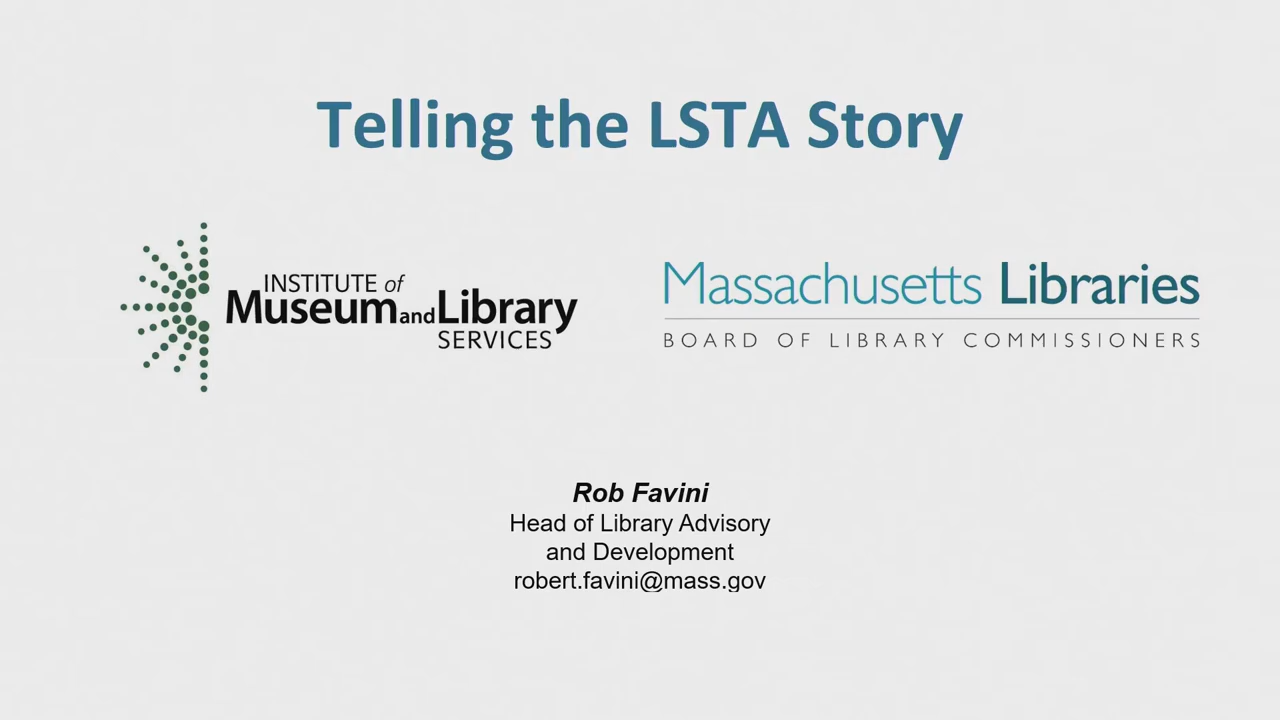 Telling the LSTA Story
INSTITUTE of
Museum and Library
SERVICES
Massachusetts Libraries
BOARD OF LIBRARY COMMISSIONERS
Rob Favini
Head of Library Advisory
and Development
robert.favini@mass.gov